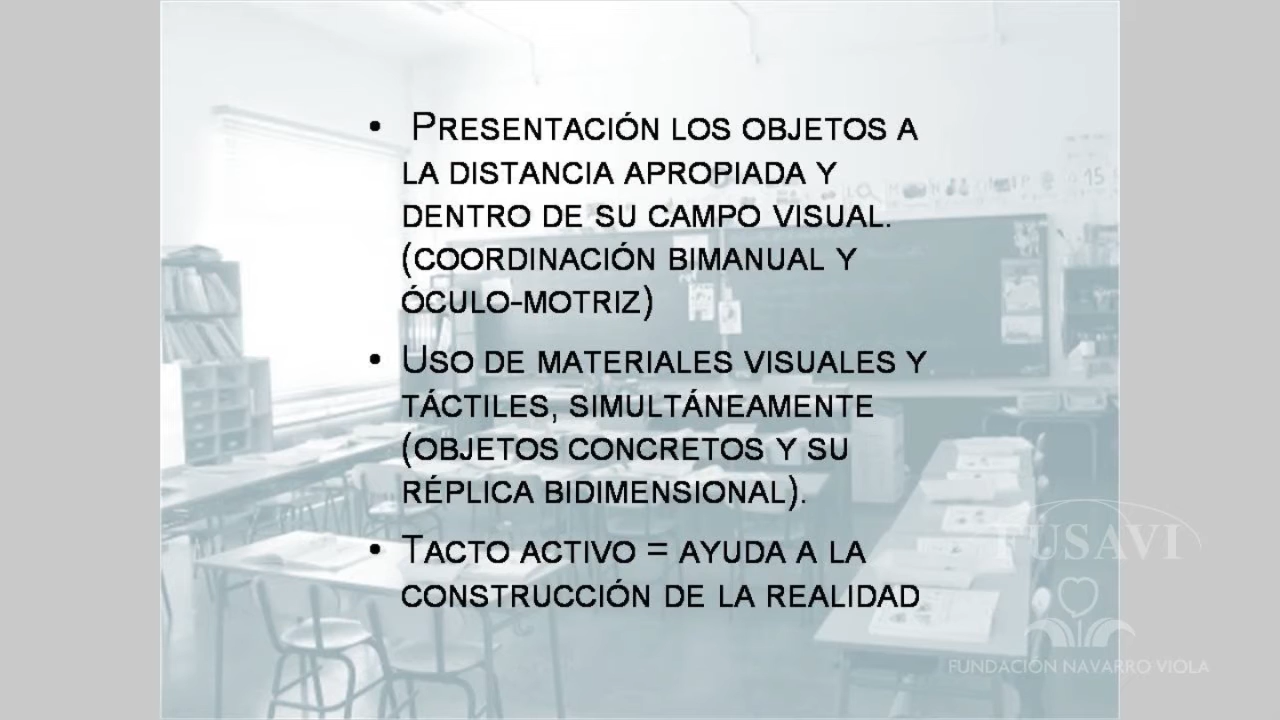 • PRESENTACIÓN LOS OBJETOS A
LA DISTANCIA APROPIADA Y
DENTRO DE SU CAMPO VISUAL.
(COORDINACIÓN BIMANUAL Y
ÓCULO-MOTRIZ)
• USO DE MATERIALES VISUALES Y
TÁCTILES, SIMULTÁNEAMENTE
(OBJETOS CONCRETOS Y SU
RÉPLICA BIDIMENSIONAL).
• TACTO ACTIVO = AYUDA A LA
CONSTRUCCIÓN DE LA REALIDAD
FUSAVI
FUNDACIÓN NAVARRO VIOLA